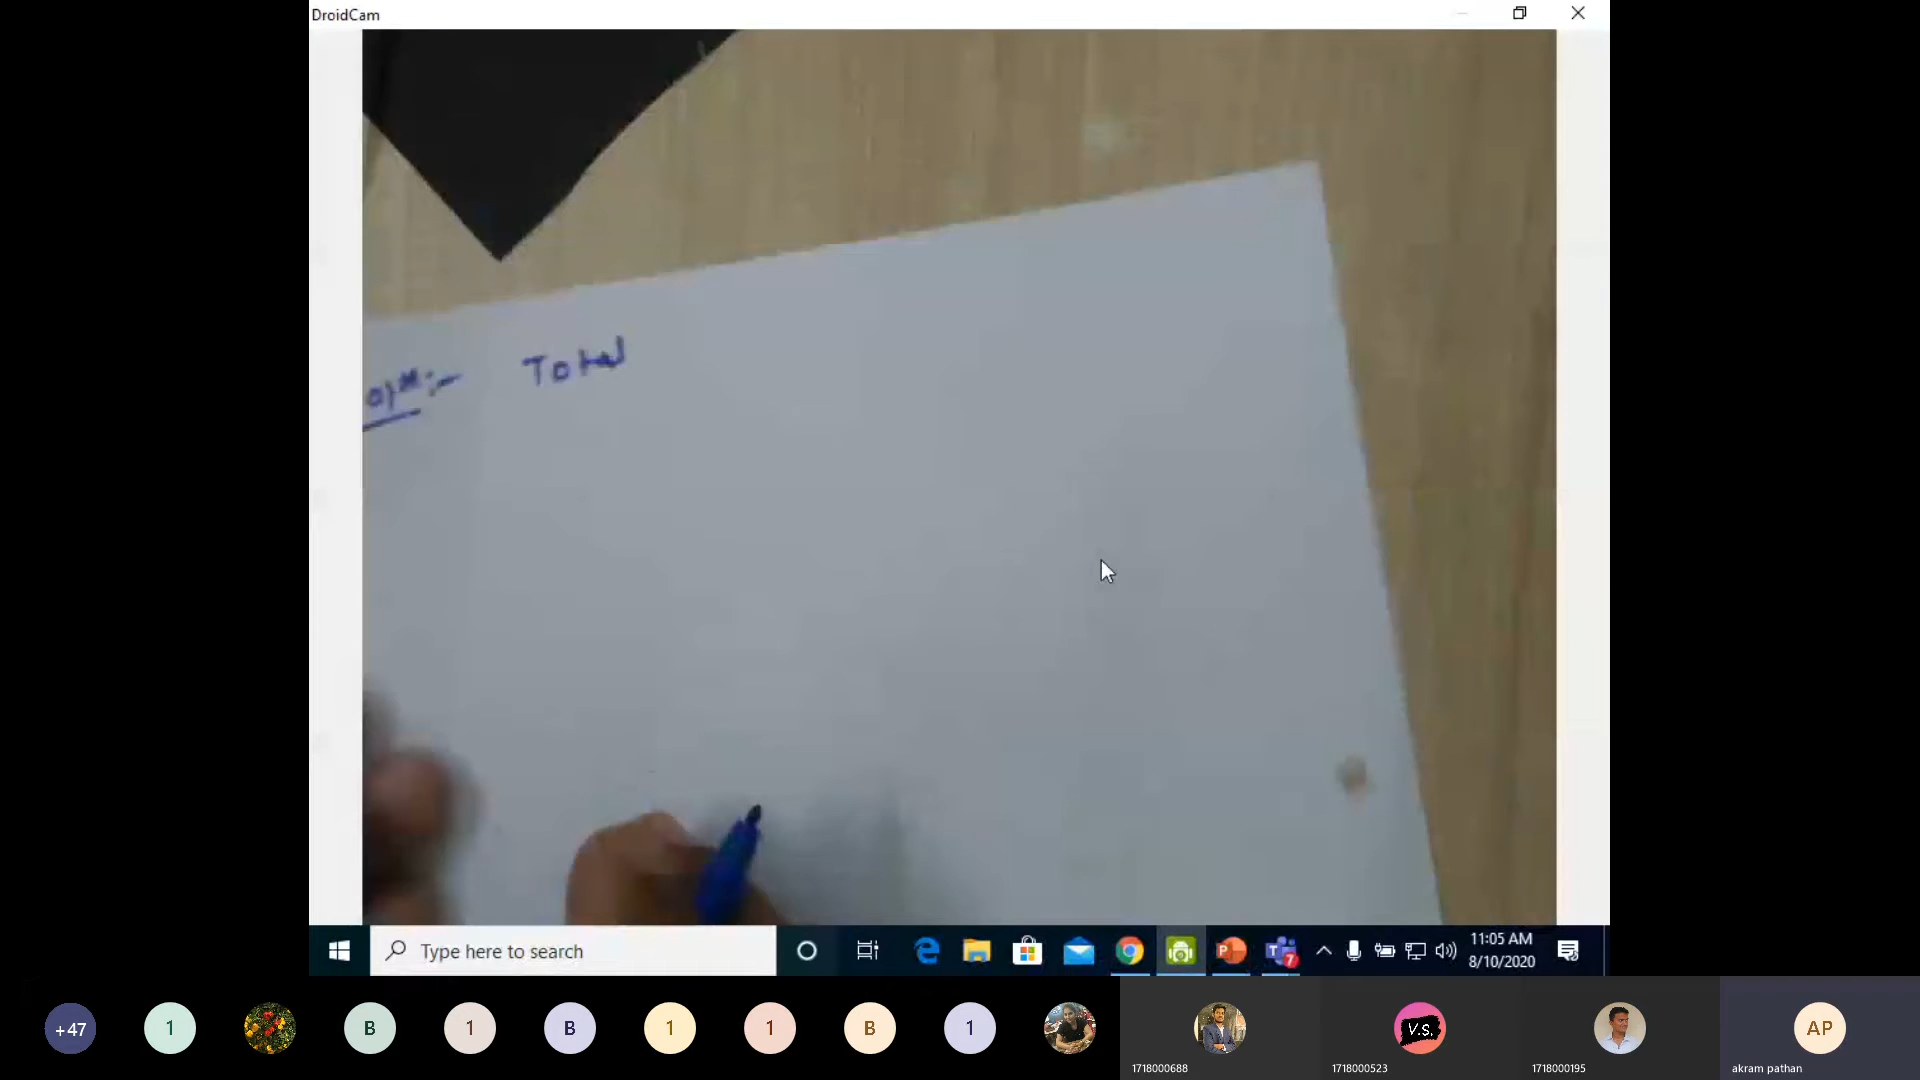 DroidCam
Total
Type here to search
11:05 AM
8/10/2020
7
+47
1
B
1
B
1
1
B
1
V.S.
AP
1718000688
1718000523
1718000195
akram pathan